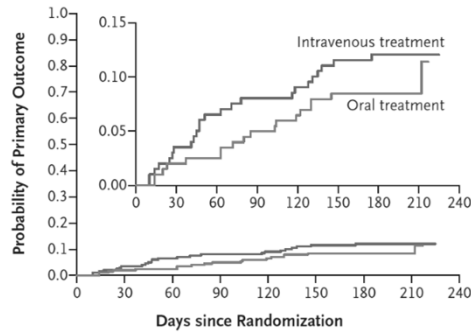 Probability of Primary Outcome
1.0
0.9
0.8
0.7
0.6
0.5
0.4
0.3
0.2
0.1
0.0
0.15
0.10
0.05
0.00
Intravenous treatment
Oral treatment
0 30 60 90 120 150 180 210 240
0 30 60 90 120 150 180 210 240
Days since Randomization